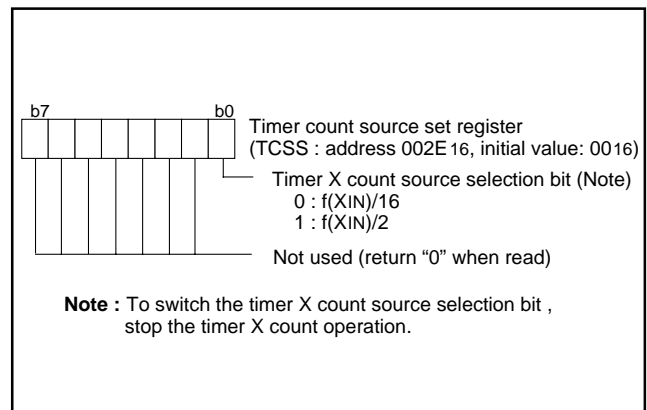 b7 b0
Timer count source set register
(TCSS : address 002E16, initial value: 0016)
Timer X count source selection bit (Note)
0 : f(XIN)/16
1 : f(XIN)/2
Not used (return “0” when read)
Note : To switch the timer X count source selection bit ,
stop the timer X count operation.